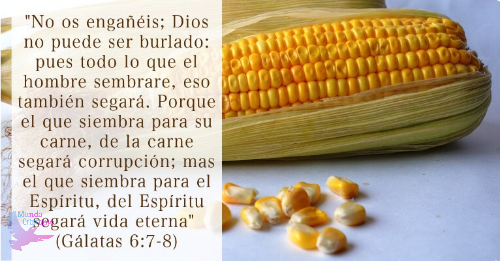 "No os engañéis; Dios
no puede ser burlado:
pues todo lo que el
hombre sembrare, eso
también segará. Porque
el que siembra para su
carne, de la carne
segará corrupción; mas
el que siembra para el
Espíritu, del Espíritu
segará vida eterna"
(Gálatas 6:7-8)
Mundo